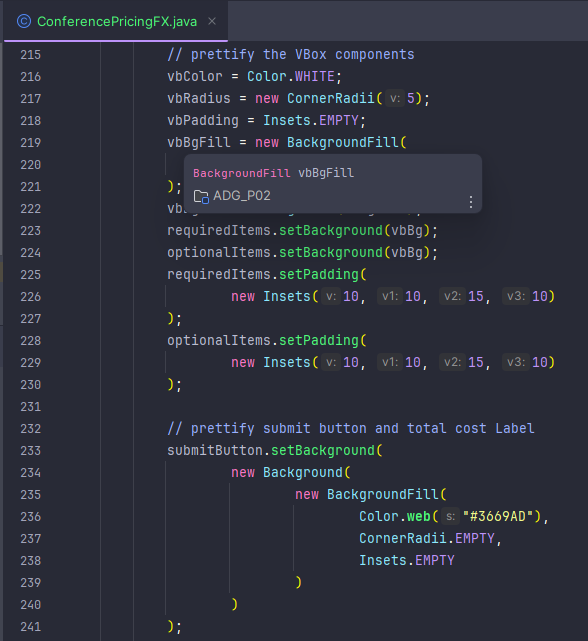 ConferencePricingFX.java
215 // prettify the VBox components
216 vbColor = Color.WHITE;
217 vbRadius = new CornerRadii( v: 5);
218 vbPadding = Insets.EMPTY;
219 vbBgFill = new BackgroundFill(
220
BackgroundFill vbBgFill
221 );
ADG_P02
222
223 requiredItems.setBackground(vbBg);
224 optionalItems.setBackground(vbBg);
225 requiredItems.setPadding(
226 new Insets( v: 10, v1: 10, v2: 15, v3: 10)
227 );
228 optionalItems.setPadding(
229 new Insets( v: 10, v1: 10, v2: 15, v3: 10)
230 );
231
232 // prettify submit button and total cost Label
233 submitButton.setBackground(
234 new Background(
235 new BackgroundFill(
236 Color.web( s: "#3669AD"),
237 CornerRadii.EMPTY,
238 Insets.EMPTY
239 )
240 )
241 );